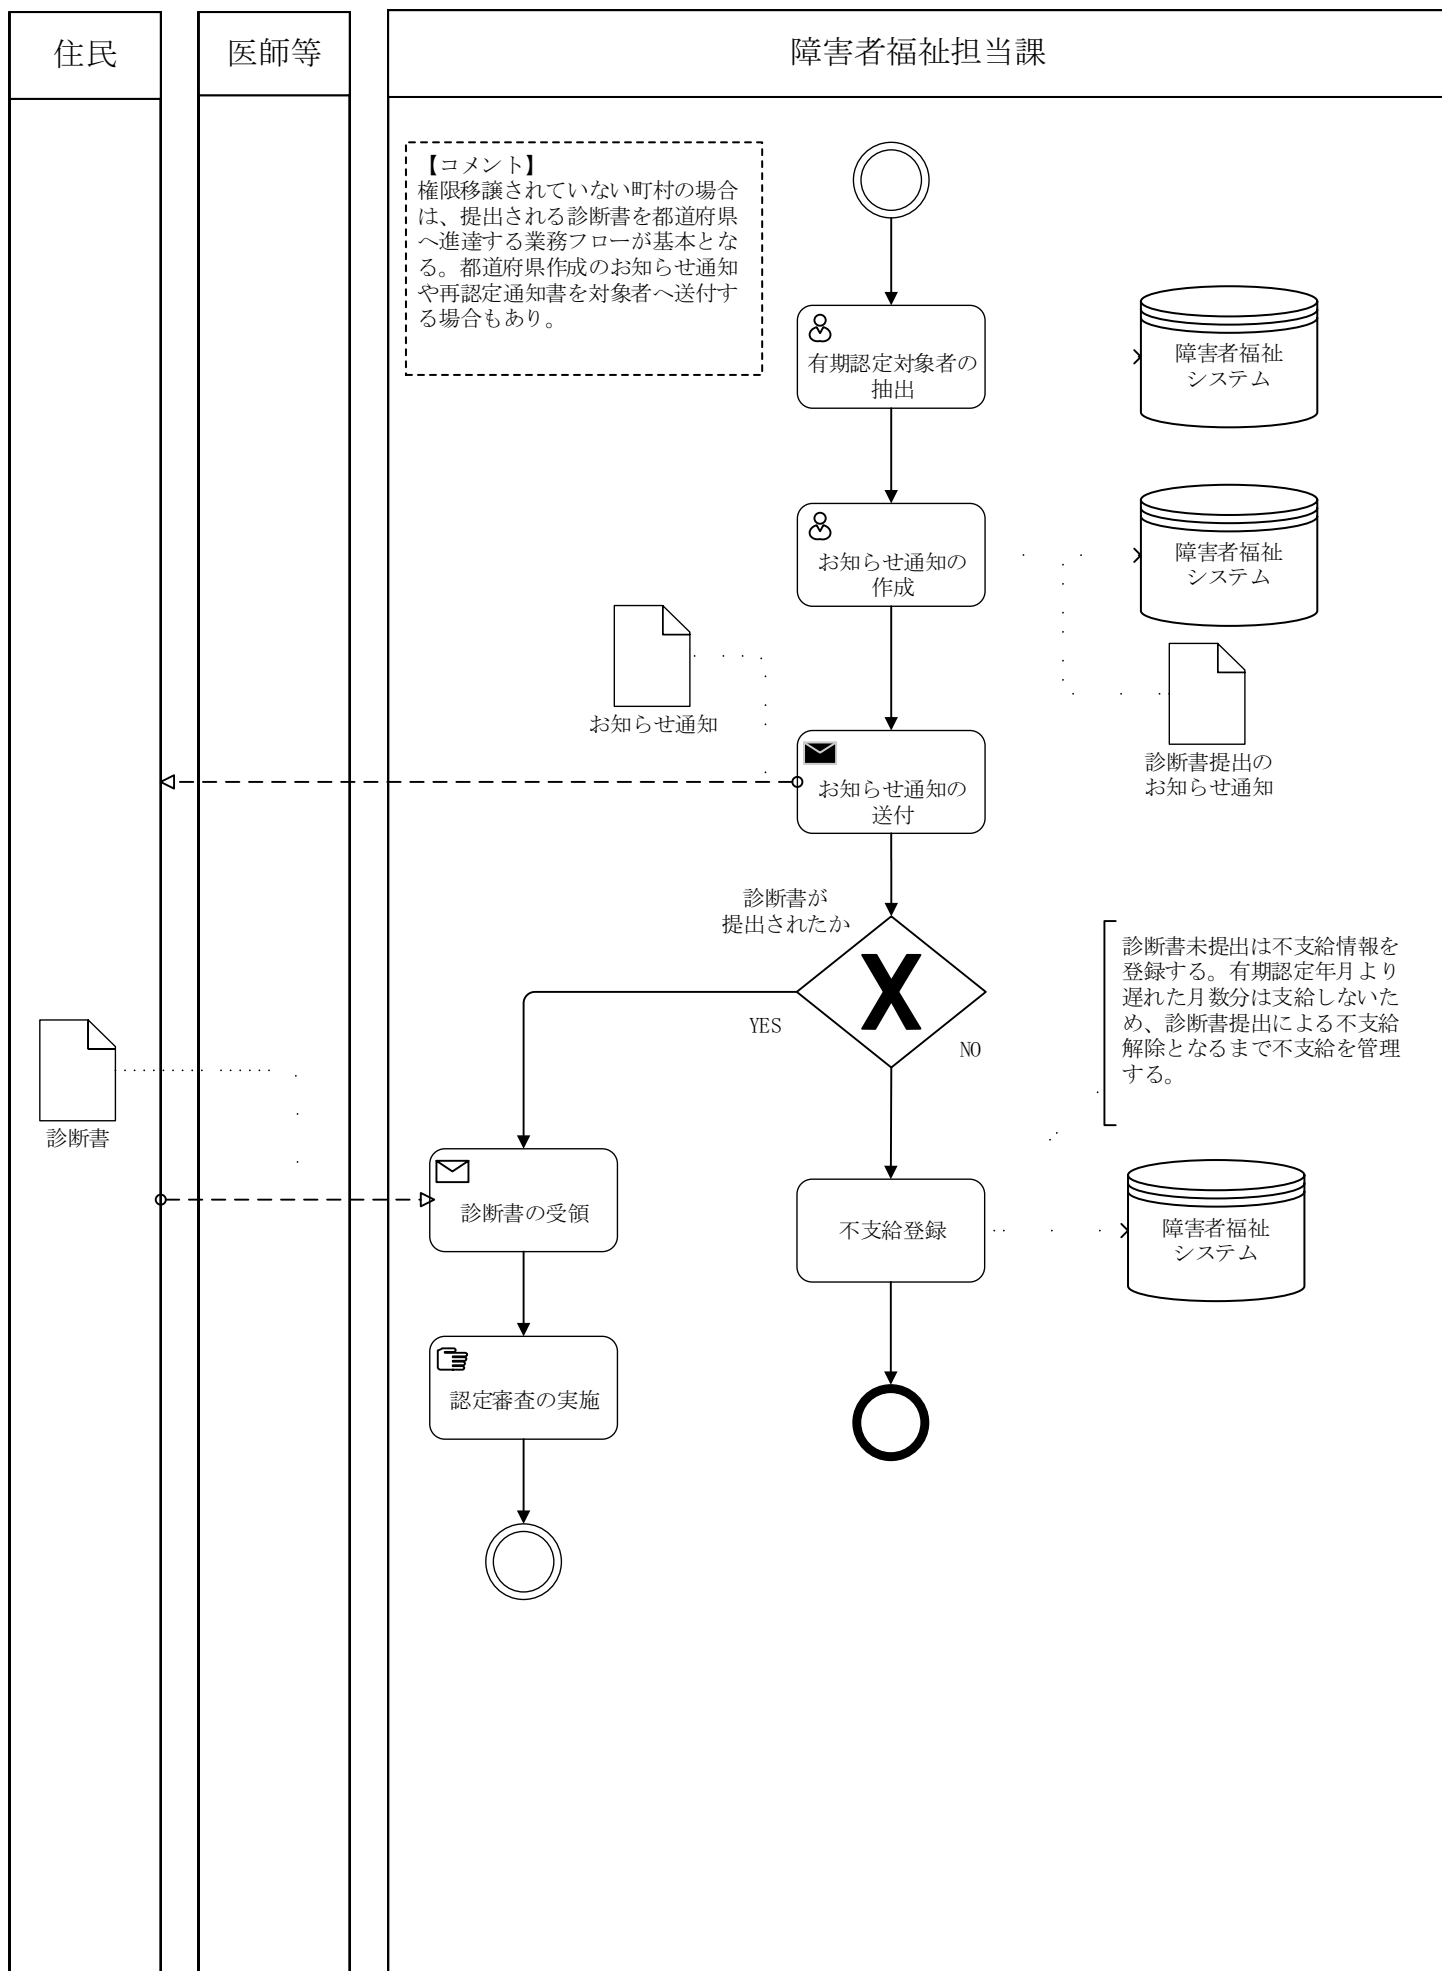 住民
医師等
障害者福祉担当課
【コメント】
権限移譲されていない町村の場合
は、提出される診断書を都道府県
へ進達する業務フローが基本とな
る。都道府県作成のお知らせ通知
や再認定通知書を対象者へ送付す
る場合もあり。
有期認定対象者の
抽出
障害者福祉
システム
お知らせ通知の
作成
障害者福祉
システム
お知らせ通知
診断書提出の
お知らせ通知
お知らせ通知の
送付
診断書が
提出されたか
YES
NO
診断書未提出は不支給情報を
登録する。有期認定年月より
遅れた月数分は支給しないた
め、診断書提出による不支給
解除となるまで不支給を管理
する。
診断書
診断書の受領
不支給登録
障害者福祉
システム
認定審査の実施